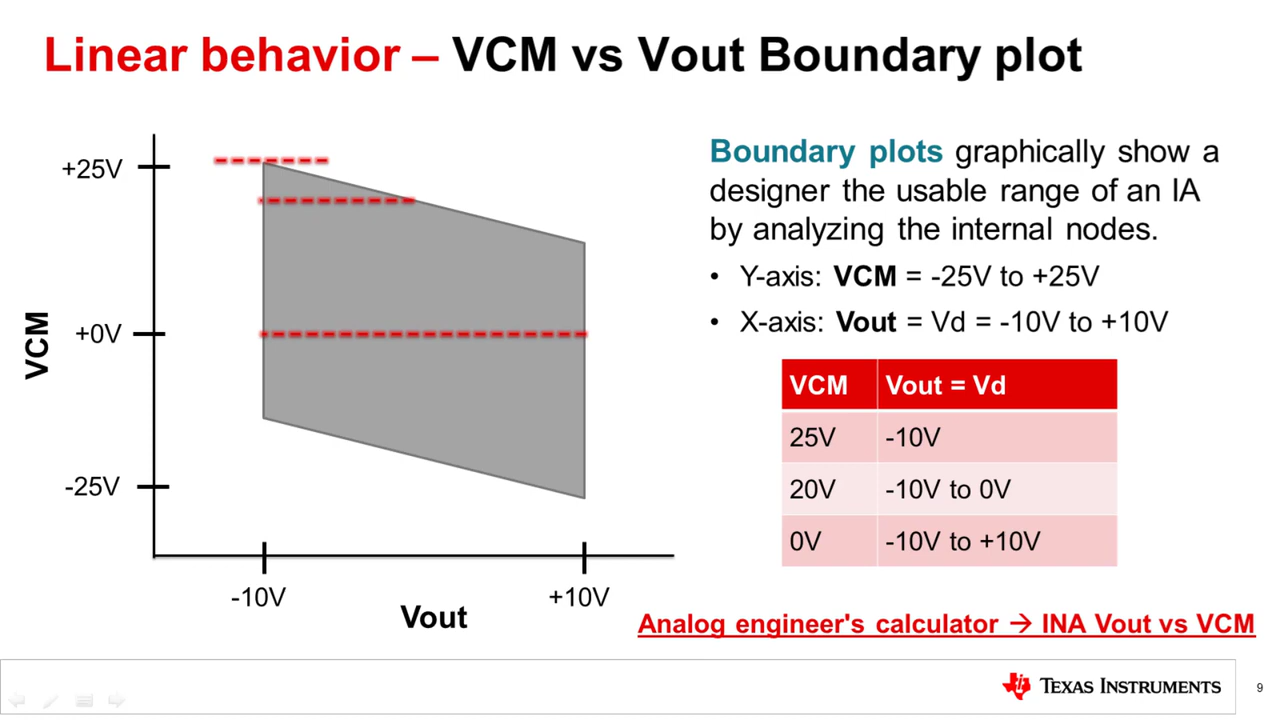 Linear behavior – VCM vs Vout Boundary plot
+25V
+0V
-25V
VCM
-10V
+10V
Vout
Boundary plots graphically show a
designer the usable range of an IA
by analyzing the internal nodes.
• Y-axis: VCM = -25V to +25V
• X-axis: Vout = Vd = -10V to +10V
VCM Vout = Vd
25V -10V
20V -10V to 0V
0V -10V to +10V
Analog engineer's calculator → INA Vout vs VCM
TEXAS INSTRUMENTS
9